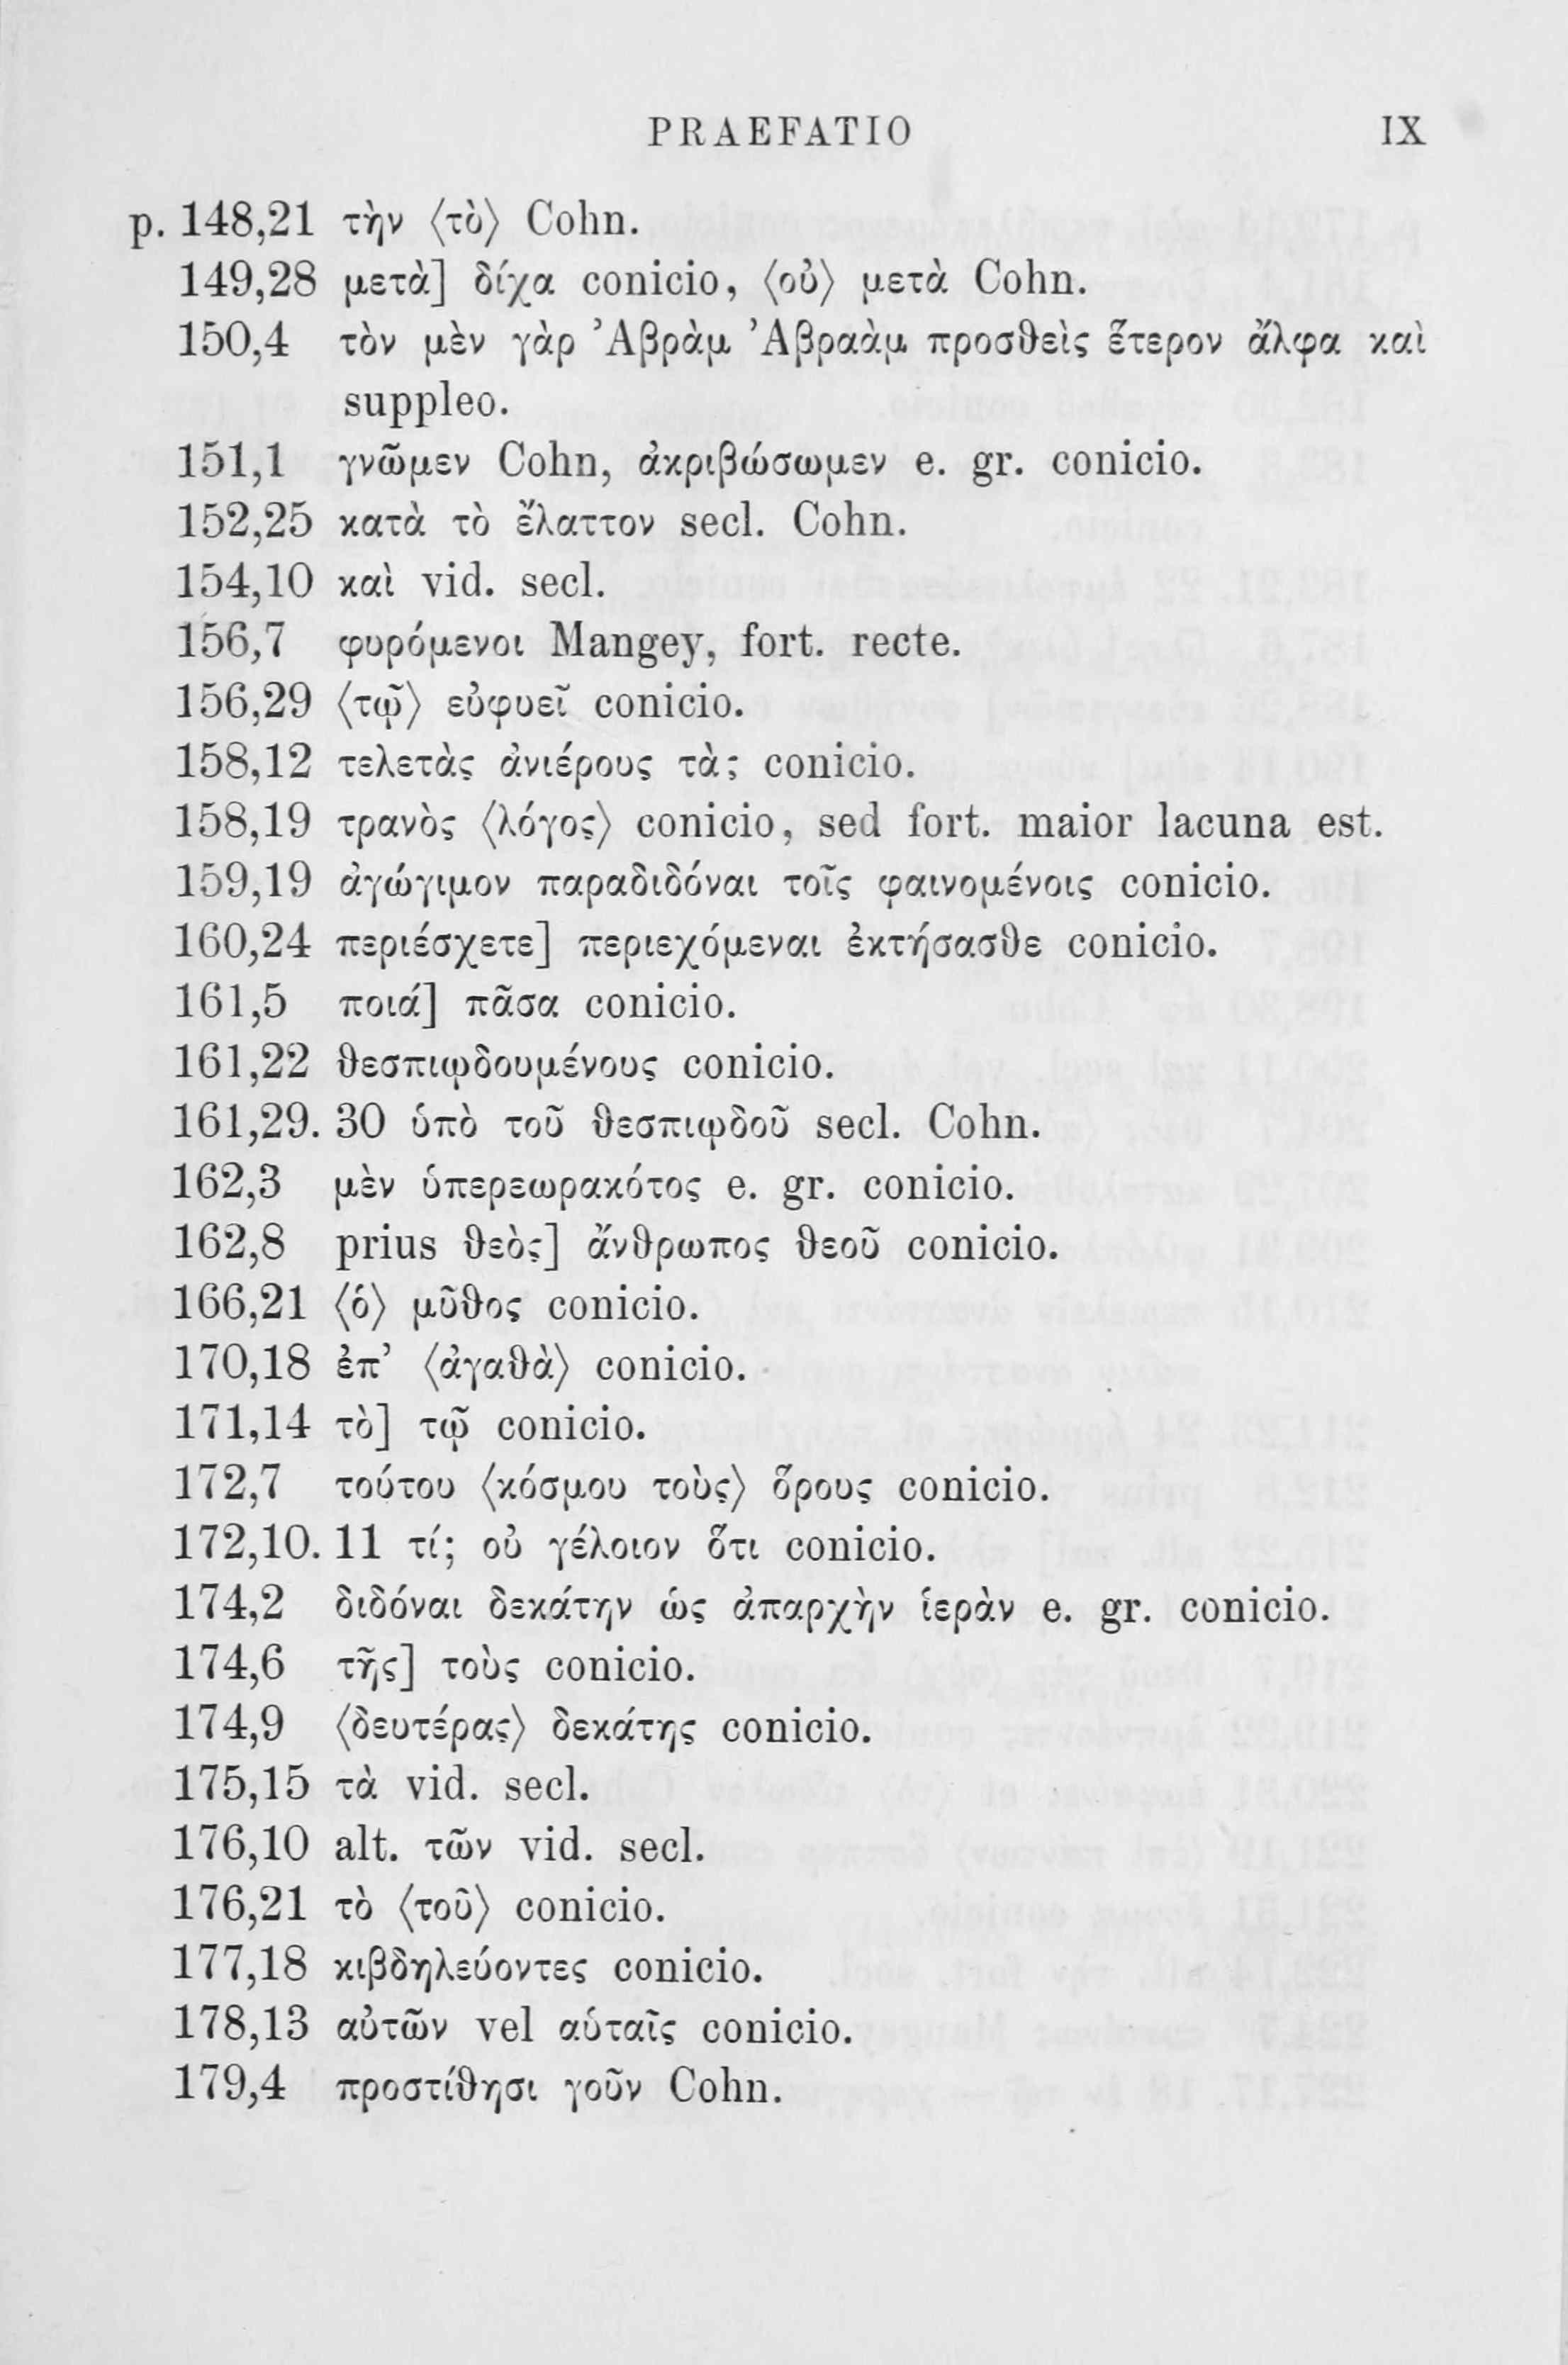 PRAEFATIO IX
p. 148,21 τὴν ⟨τὸ⟩ Cohn.
149,28 μετὰ] δίχα conicio, ⟨οὐ⟩ μετὰ Cohn.
150,4 τὸν μὲν γὰρ Ἀβρὰμ Ἀβραὰμ προσθεὶς ἕτερον ἄλφα καὶ
suppleo.
151,1 γνῶμεν Cohn, ἀκριβώσωμεν e. gr. conicio.
152,25 κατὰ τὸ ἔλαττον secl. Cohn.
154,10 καὶ vid. secl.
156,7 φυρόμενοι Mangey, fort. recte.
156,29 ⟨τῷ⟩ εὐφυεῖ conicio.
158,12 τελετὰς ἀνιέρους τὰς conicio.
158,19 τρανὸς ⟨λόγος⟩ conicio, sed fort. maior lacuna est.
159,19 ἀγώγιμον παραδιδόναι τοῖς φαινομένοις conicio.
160,24 περιέσχετε] περιεχόμεναι ἐκτήσασθε conicio.
161,5 ποιά] πᾶσα conicio.
161,22 θεσπιῳδουμένους conicio.
161,29. 30 ὑπὸ τοῦ θεσπιῳδοῦ secl. Cohn.
162,3 μὲν ὑπερεωρακότος e. gr. conicio.
162,8 prius θεὸς] ἄνθρωπος θεοῦ conicio.
166,21 ⟨ὁ⟩ μῦθος conicio.
170,18 ἐπ’ ⟨ἀγαθὰ⟩ conicio.
171,14 τὸ] τῷ conicio.
172,7 τούτου ⟨κόσμου τοὺς⟩ ὅρους conicio.
172,10. 11 τί; οὐ γέλοιον ὅτι conicio.
174,2 διδόναι δεκάτην ὡς ἀπαρχὴν ἱερὰν e. gr. conicio.
174,6 τῆς] τοὺς conicio.
174,9 ⟨δευτέρας⟩ δεκάτης conicio.
175,15 τὰ vid. secl.
176,10 alt. τῶν vid. secl.
176,21 τὸ ⟨τοῦ⟩ conicio.
177,18 κιβδηλεύοντες conicio.
178,13 αὐτῶν vel αὑταῖς conicio.
179,4 προστίθησι γοῦν Cohn.